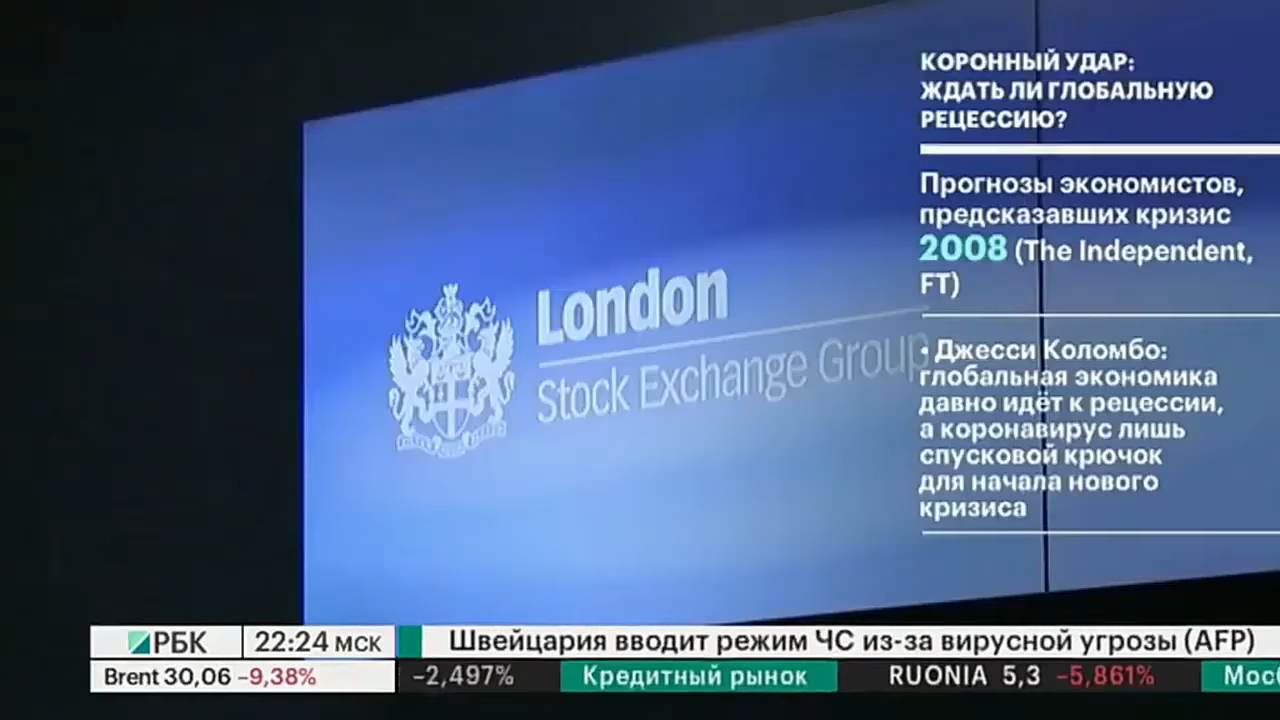 КОРОННЫЙ УДАР:
ЖДАТЬ ЛИ ГЛОБАЛЬНУЮ
РЕЦЕССИЮ?
Прогнозы экономистов,
предсказавших кризис
2008 (The Independent,
FT)
• Джесси Коломбо:
глобальная экономика
давно идёт к рецессии,
а коронавирус лишь
спусковой крючок
для начала нового
кризиса
London
Stock Exchange Group
РБК 22:24 МСК Швейцария вводит режим ЧС из-за вирусной угрозы (AFP)
Brent 30,06 -9,38% -2,497% Кредитный рынок RUONIA 5,3 -5,861%